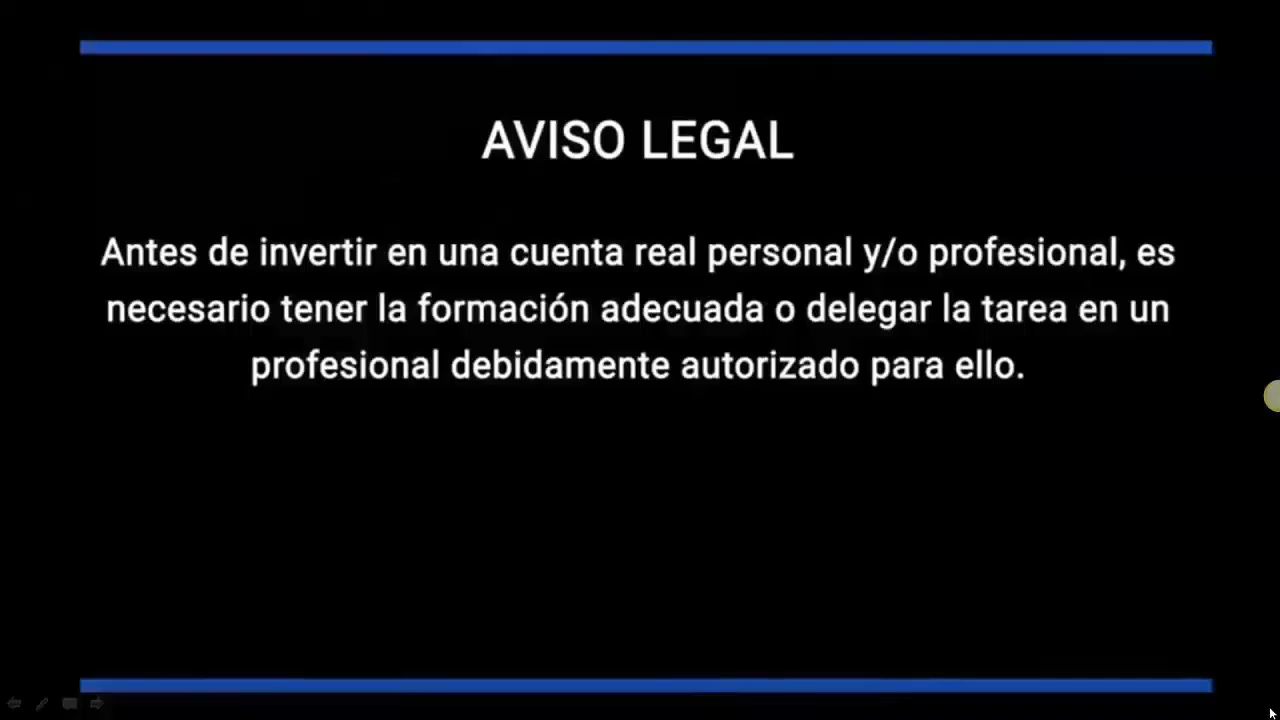 AVISO LEGAL
Antes de invertir en una cuenta real personal y/o profesional, es
necesario tener la formación adecuada o delegar la tarea en un
profesional debidamente autorizado para ello.